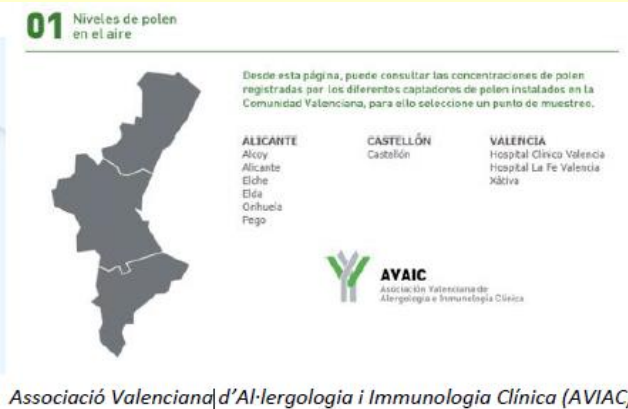 01 Niveles de polen
en el aire
Desde esta página, puede consultar las concentraciones de polen
registradas por los diferentes captadores de polen instalados en la
Comunidad Valenciana, para ello seleccione un punto de muestreo.
ALICANTE
Alcoy
Alicante
Elche
Elda
Orihuela
Pego
CASTELLÓN
Castellón
VALENCIA
Hospital Clínico Valencia
Hospital La Fe Valencia
Xàtiva
AVAIC
Asociación Valenciana de
Alergología e Inmunología Clínica
Associació Valenciana d'Al·lergologia i Immunologia Clínica (AVIAC)